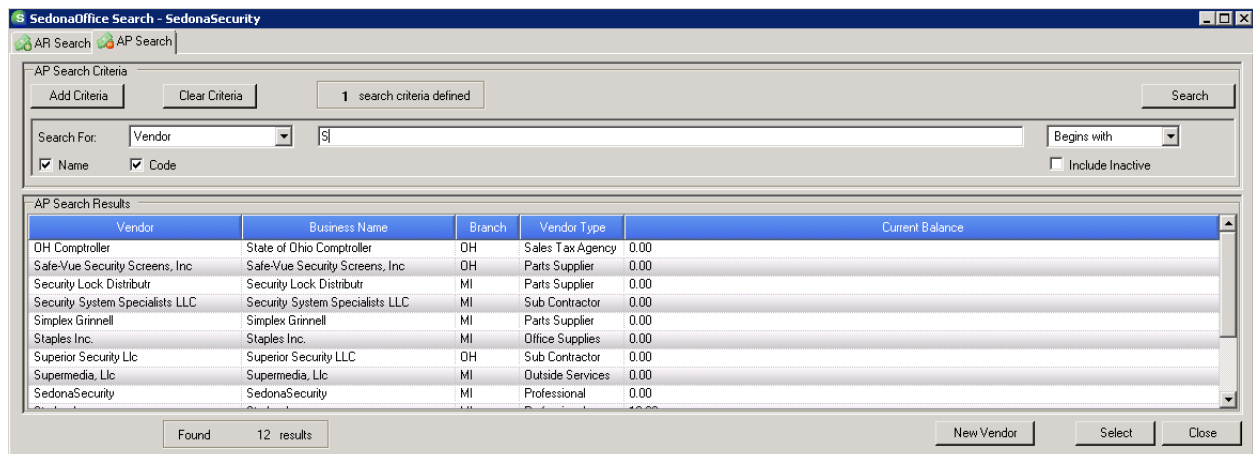 SedonaOffice Search - SedonaSecurity
AR Search AP Search
AP Search Criteria
Add Criteria Clear Criteria 1 search criteria defined Search
Search For: Vendor S Begins with
Name Code Include Inactive
AP Search Results
Vendor Business Name Branch Vendor Type Current Balance
OH Comptroller State of Ohio Comptroller OH Sales Tax Agency 0.00
Safe-Vue Security Screens, Inc Safe-Vue Security Screens, Inc OH Parts Supplier 0.00
Security Lock Distributr Security Lock Distributr MI Parts Supplier 0.00
Security System Specialists LLC Security System Specialists LLC MI Sub Contractor 0.00
Simplex Grinnell Simplex Grinnell MI Parts Supplier 0.00
Staples Inc. Staples Inc. MI Office Supplies 0.00
Superior Security Llc Superior Security LLC OH Sub Contractor 0.00
Supermedia, Llc Supermedia, Llc MI Outside Services 0.00
SedonaSecurity SedonaSecurity MI Professional 0.00
Found 12 results New Vendor Select Close